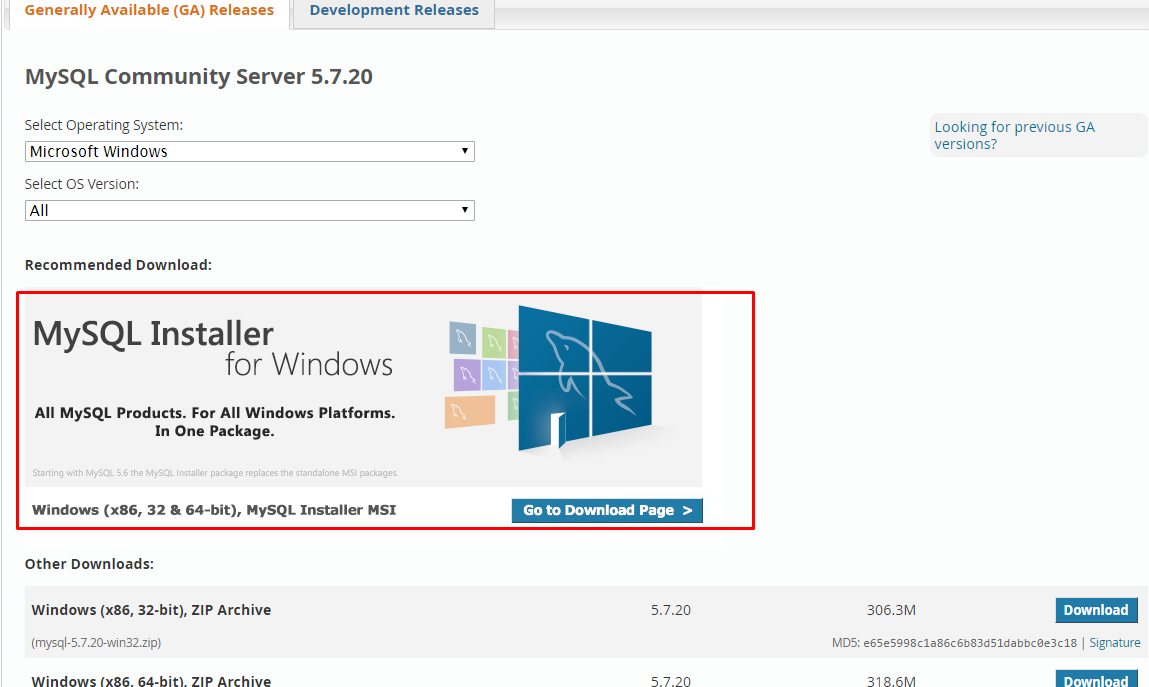 Generally Available (GA) Releases
Development Releases
MySQL Community Server 5.7.20
Select Operating System:
Looking for previous GA
versions?
Microsoft Windows
Select OS Version:
All
Recommended Download:
MySQL Installer
for Windows
All MySQL Products. For All Windows Platforms.
In One Package.
Starting with MySQL 5.6 the MySQL Installer package replaces the standalone MSI packages.
Windows (x86, 32 & 64-bit), MySQL Installer MSI
Go to Download Page >
Other Downloads:
Windows (x86, 32-bit), ZIP Archive 5.7.20 306.3M Download
(mysql-5.7.20-win32.zip) MD5: e65e5998c1a86c6b83d51dabbc0e3c18 | Signature
Windows (x86, 64-bit), ZIP Archive 5.7.20 318.6M Download